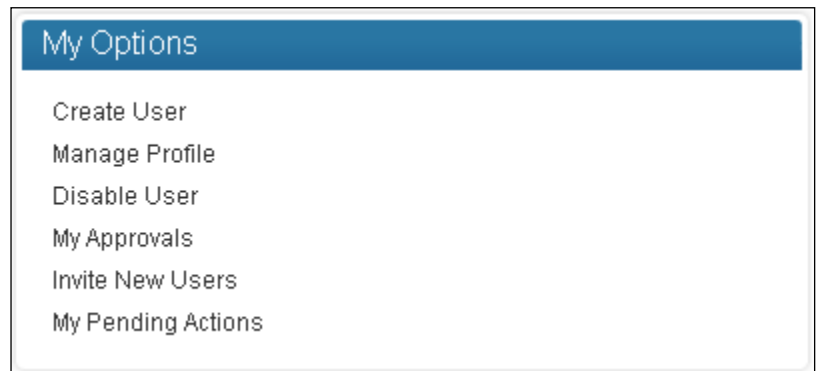 My Options
Create User
Manage Profile
Disable User
My Approvals
Invite New Users
My Pending Actions